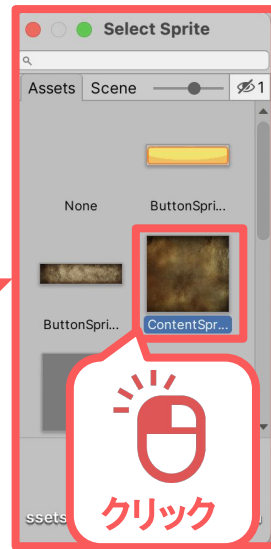 Select Sprite
Assets Scene 1
None ButtonSpri...
ButtonSpri... ContentSpr...
クリック
ssets